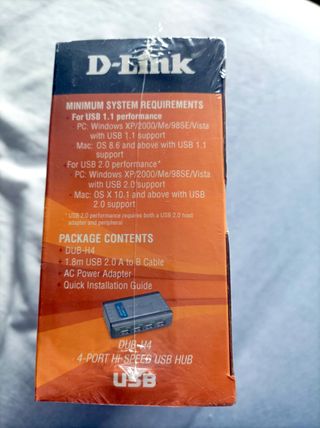 D-Link
MINIMUM SYSTEM REQUIREMENTS
• For USB 1.1 performance
- PC: Windows XP/2000/Me/98SE/Vista
with USB 1.1 support
- Mac: OS 8.6 and above with USB 1.1
support
• For USB 2.0 performance*
- PC: Windows XP/2000/Me/98SE/Vista
with USB 2.0 support
- Mac: OS X 10.1 and above with USB
2.0 support
* USB 2.0 performance requires both a USB 2.0 host
adapter and peripheral
PACKAGE CONTENTS
• DUB-H4
• 1.8m USB 2.0 A to B Cable
• AC Power Adapter
• Quick Installation Guide
DUB-H4
4-PORT HI-SPEED USB HUB
USB